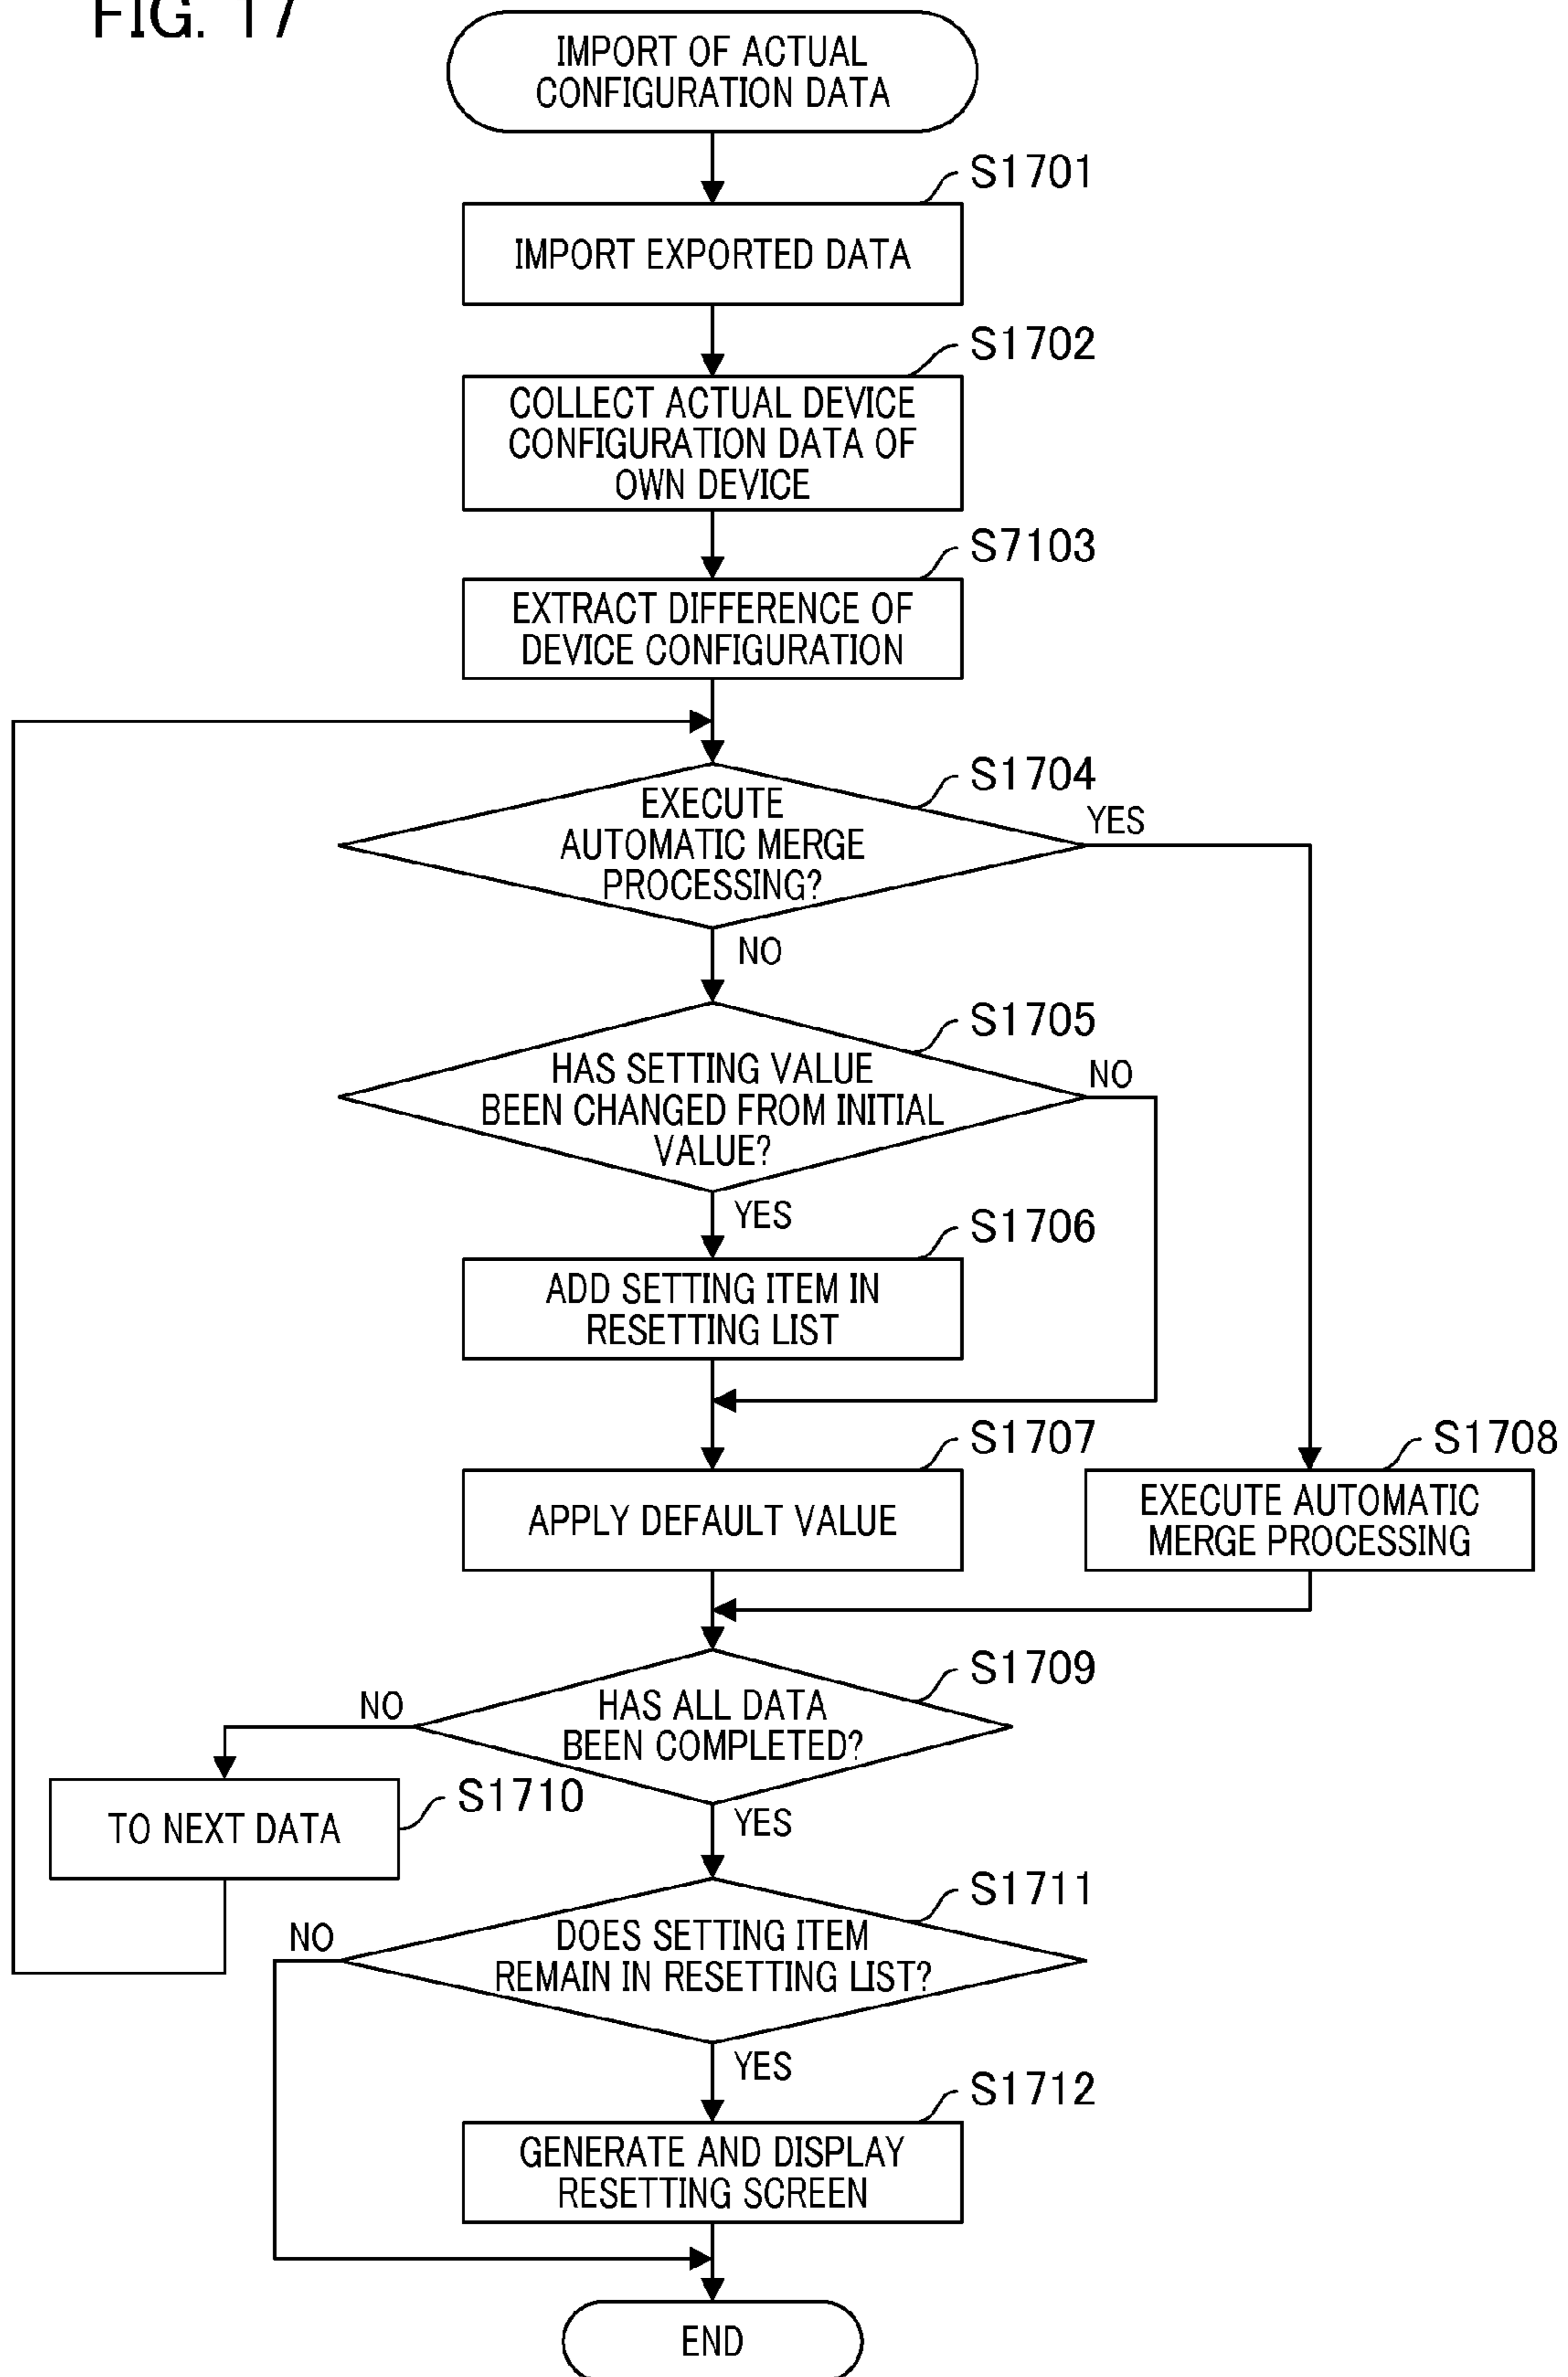 FIG. 17
IMPORT OF ACTUAL
CONFIGURATION DATA
S1701
IMPORT EXPORTED DATA
S1702
COLLECT ACTUAL DEVICE
CONFIGURATION DATA OF
OWN DEVICE
S7103
EXTRACT DIFFERENCE OF
DEVICE CONFIGURATION
S1704
EXECUTE
AUTOMATIC MERGE
PROCESSING?
YES
NO
S1705
HAS SETTING VALUE
BEEN CHANGED FROM INITIAL
VALUE?
NO
YES
S1706
ADD SETTING ITEM IN
RESETTING LIST
S1707
APPLY DEFAULT VALUE
S1708
EXECUTE AUTOMATIC
MERGE PROCESSING
S1709
HAS ALL DATA
BEEN COMPLETED?
NO
S1710
TO NEXT DATA
YES
S1711
DOES SETTING ITEM
REMAIN IN RESETTING LIST?
NO
YES
S1712
GENERATE AND DISPLAY
RESETTING SCREEN
END